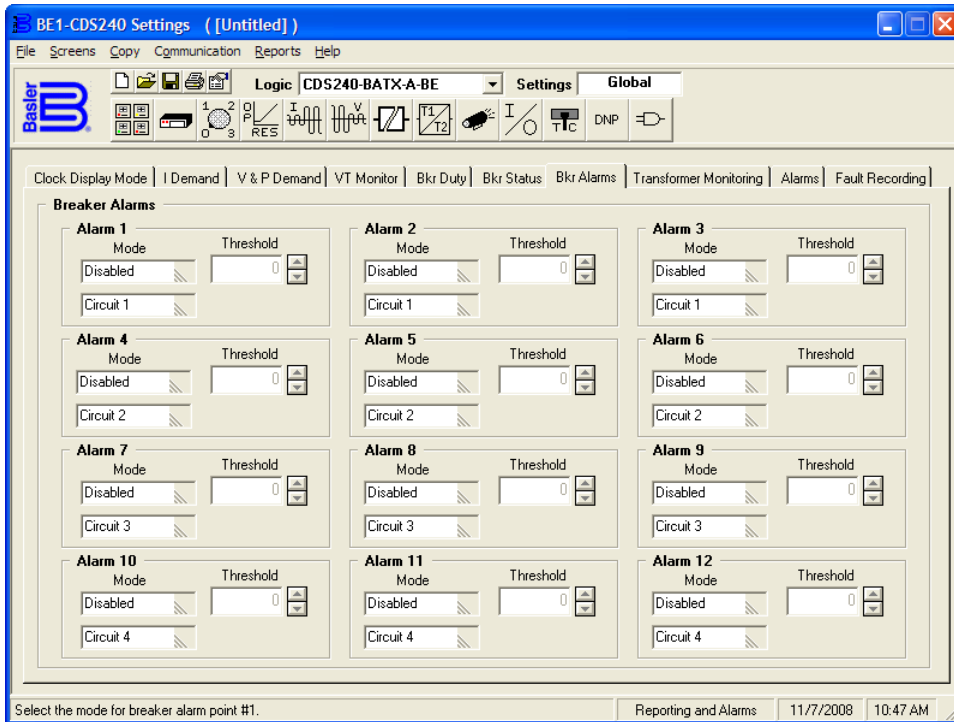 BE1-CDS240 Settings ( [Untitled] )
File Screens Copy Communication Reports Help
Basler
Logic CDS240-BATX-A-BE Settings Global
O P RES I V T1 T2 I/O T T C DNP
0 1 2 3
Clock Display Mode I Demand V & P Demand VT Monitor Bkr Duty Bkr Status Bkr Alarms Transformer Monitoring Alarms Fault Recording
Breaker Alarms
Alarm 1 Alarm 2 Alarm 3
Mode Threshold Mode Threshold Mode Threshold
Disabled 0 Disabled 0 Disabled 0
Circuit 1 Circuit 1 Circuit 1
Alarm 4 Alarm 5 Alarm 6
Mode Threshold Mode Threshold Mode Threshold
Disabled 0 Disabled 0 Disabled 0
Circuit 2 Circuit 2 Circuit 2
Alarm 7 Alarm 8 Alarm 9
Mode Threshold Mode Threshold Mode Threshold
Disabled 0 Disabled 0 Disabled 0
Circuit 3 Circuit 3 Circuit 3
Alarm 10 Alarm 11 Alarm 12
Mode Threshold Mode Threshold Mode Threshold
Disabled 0 Disabled 0 Disabled 0
Circuit 4 Circuit 4 Circuit 4
Select the mode for breaker alarm point #1. Reporting and Alarms 11/7/2008 10:47 AM